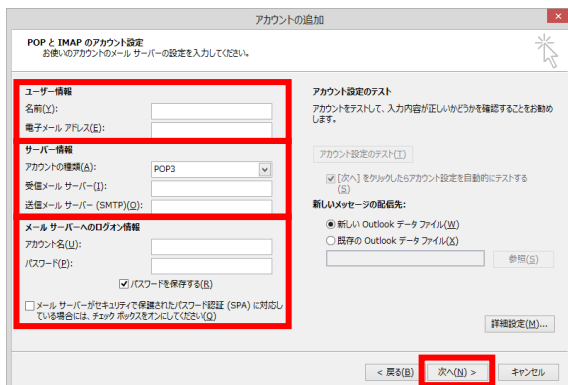 アカウントの追加
×
POP と IMAP のアカウント設定
お使いのアカウントのメール サーバーの設定を入力してください。
ユーザー情報
名前(Y):
電子メール アドレス(E):
サーバー情報
アカウントの種類(A):
POP3
受信メール サーバー(I):
送信メール サーバー (SMTP)(O):
メール サーバーへのログオン情報
アカウント名(U):
パスワード(P):
パスワードを保存する(R)
メール サーバーがセキュリティで保護されたパスワード認証 (SPA) に対応し
ている場合には、チェック ボックスをオンにしてください(Q)
アカウント設定のテスト
アカウントをテストして、入力内容が正しいかどうかを確認することをお勧め
します。
アカウント設定のテスト(T)
[次へ] をクリックしたらアカウント設定を自動的にテストする
(S)
新しいメッセージの配信先:
新しい Outlook データ ファイル(W)
既存の Outlook データ ファイル(X)
参照(S)
詳細設定(M)...
< 戻る(B)
次へ(N) >
キャンセル